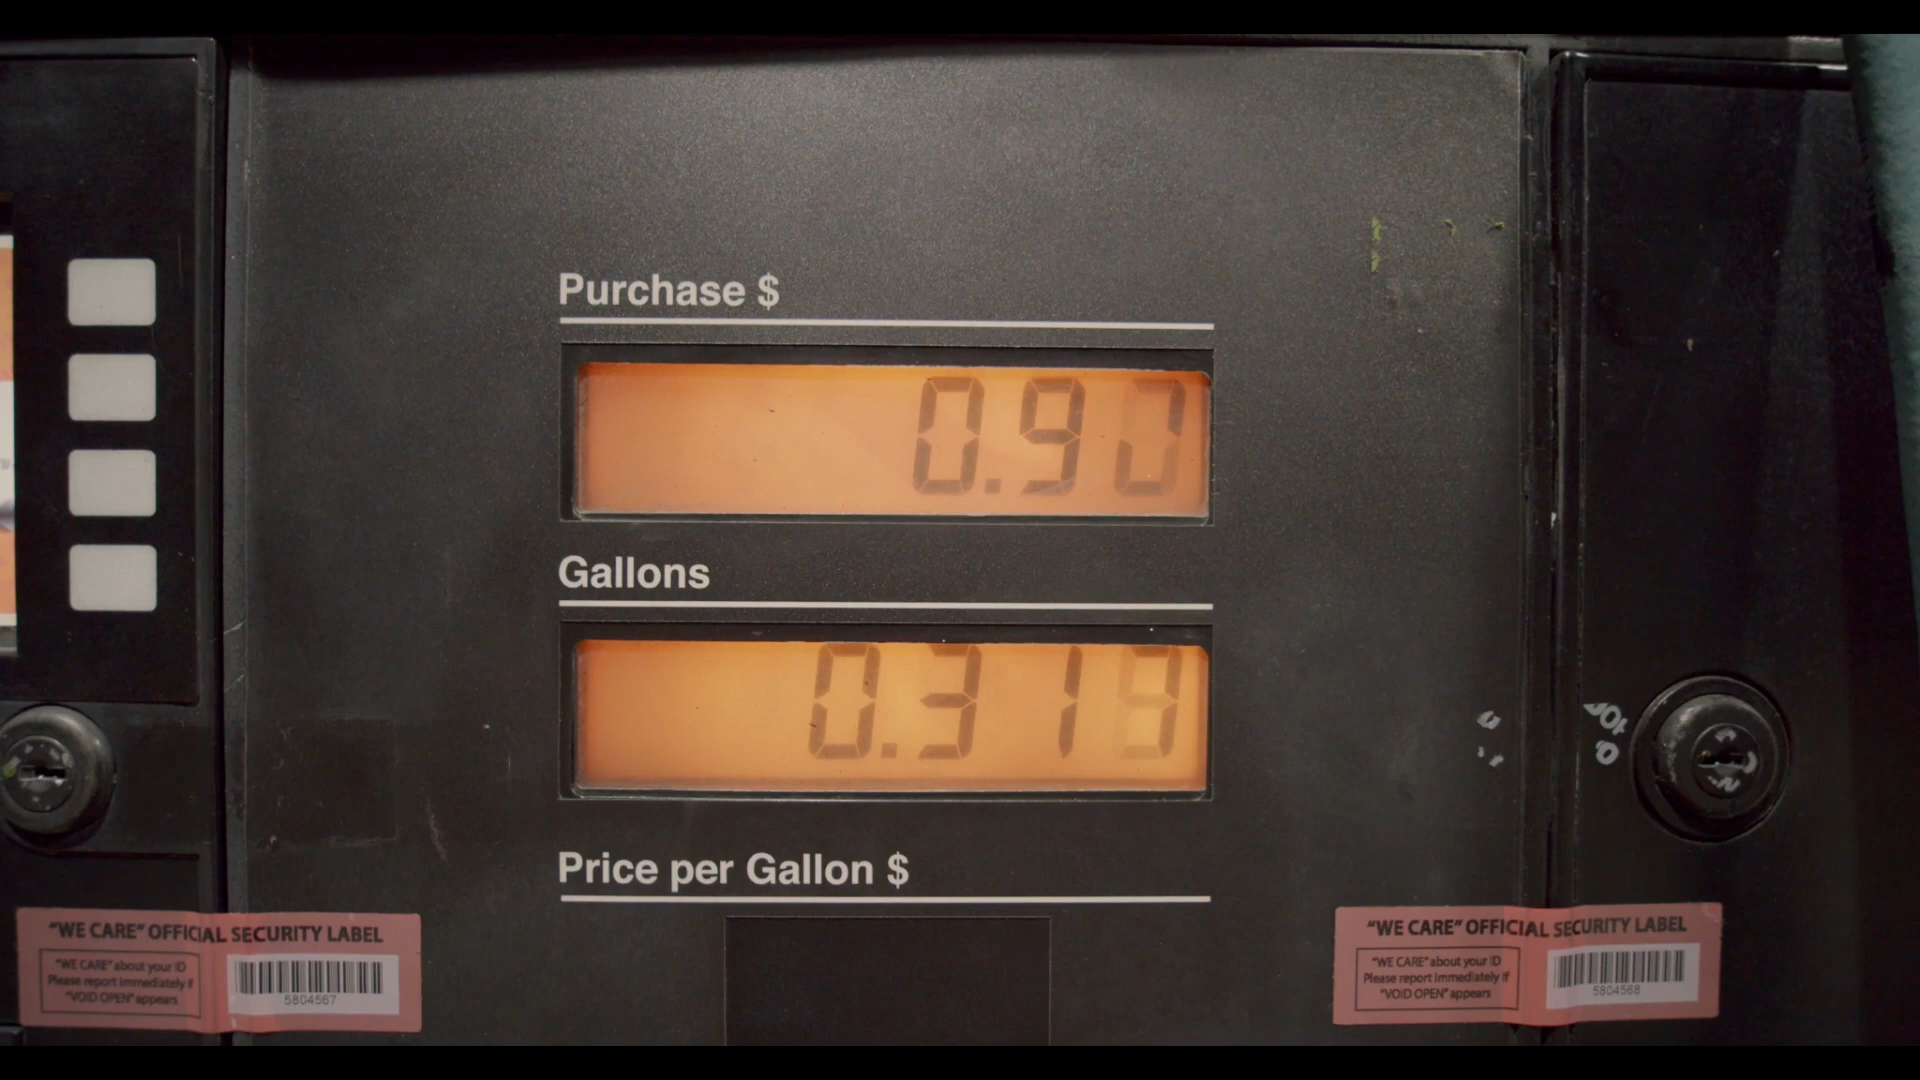 Purchase $
0.9
Gallons
0.31
Price per Gallon $
"WE CARE" OFFICIAL SECURITY LABEL
"WE CARE" about your ID
Please report immediately if
"VOID OPEN" appears
5804567
"WE CARE" OFFICIAL SECURITY LABEL
"WE CARE" about your ID
Please report immediately if
"VOID OPEN" appears
5804568